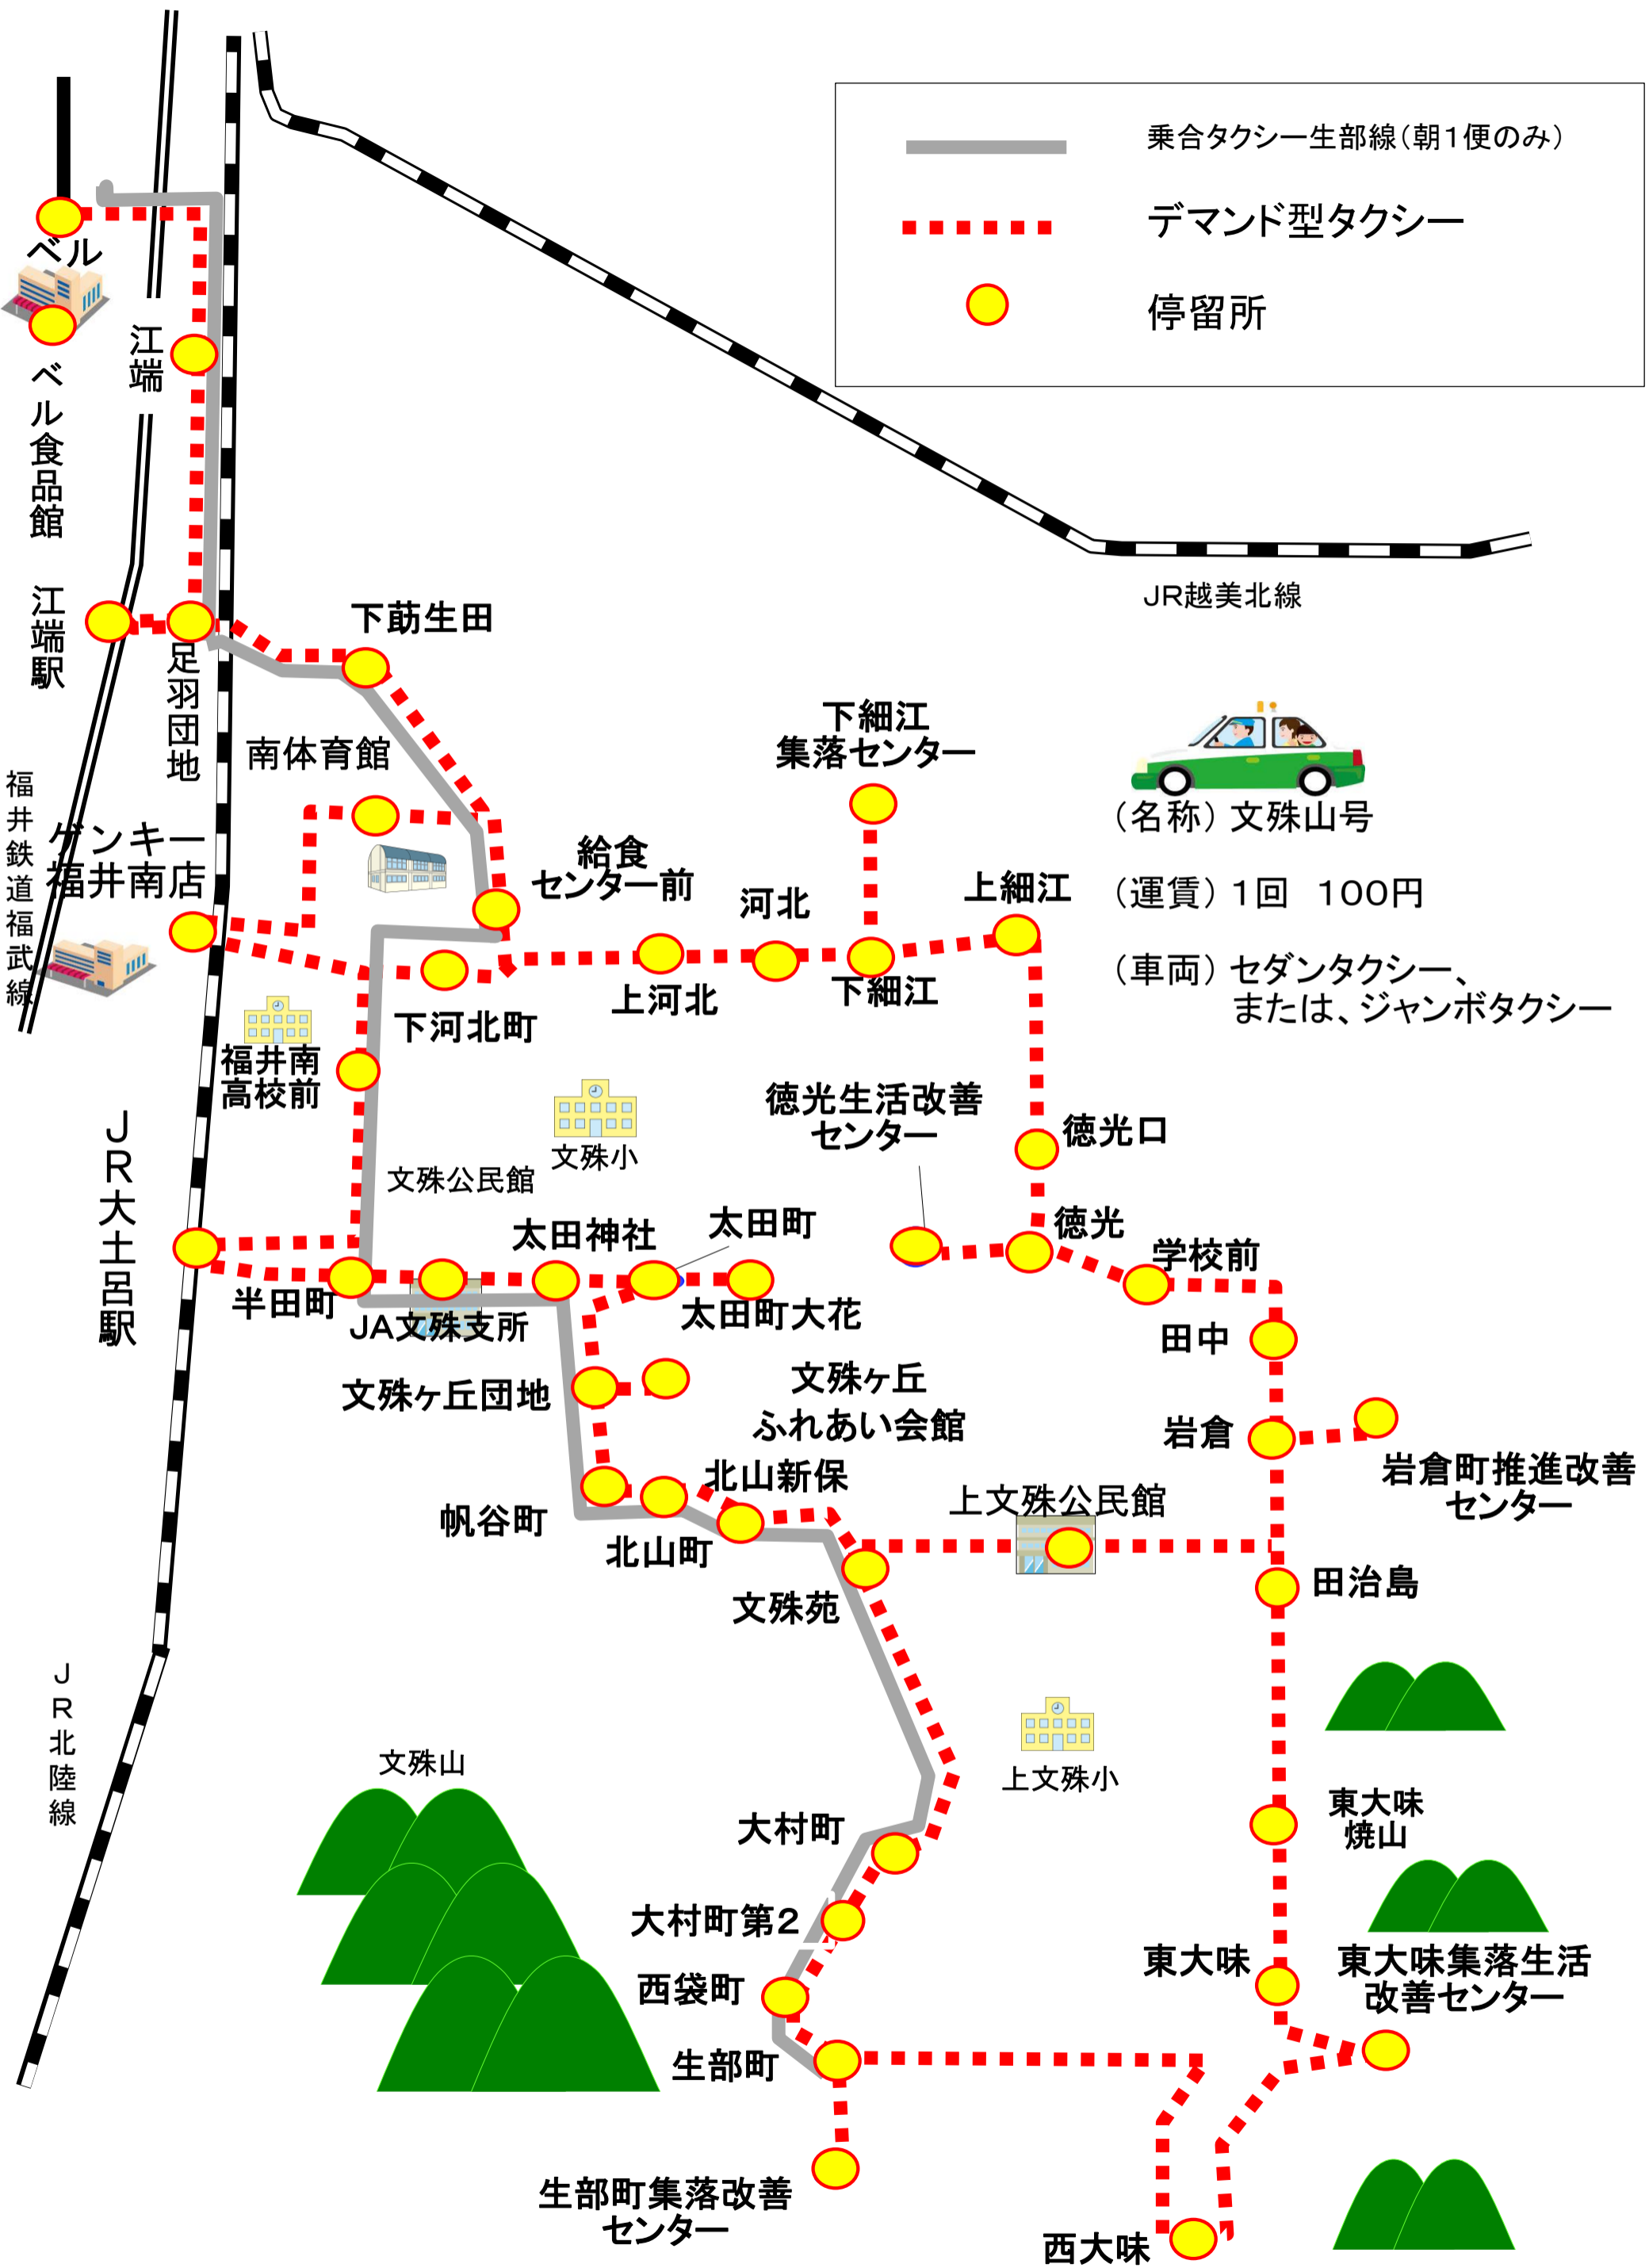 乗合タクシー生部線(朝1便のみ)
デマンド型タクシー
停留所
ベル
江端
ベル食品館
江端駅
足羽団地
下莇生田
JR越美北線
南体育館
下細江
集落センター
(名称) 文殊山号
(運賃) 1回 100円
(車両) セダンタクシー、
または、ジャンボタクシー
福井鉄道福武線
ゲンキー
福井南店
給食
センター前
河北
上細江
上河北
下細江
下河北町
福井南
高校前
文殊小
徳光生活改善
センター
徳光口
JR大土呂駅
文殊公民館
太田神社
太田町
徳光
学校前
半田町
JA文殊支所
太田町大花
田中
文殊ヶ丘団地
文殊ヶ丘
ふれあい会館
岩倉
岩倉町推進改善
センター
北山新保
帆谷町
北山町
上文殊公民館
文殊苑
田治島
JR北陸線
文殊山
上文殊小
大村町
東大味
焼山
大村町第2
西袋町
東大味
東大味集落生活
改善センター
生部町
生部町集落改善
センター
西大味